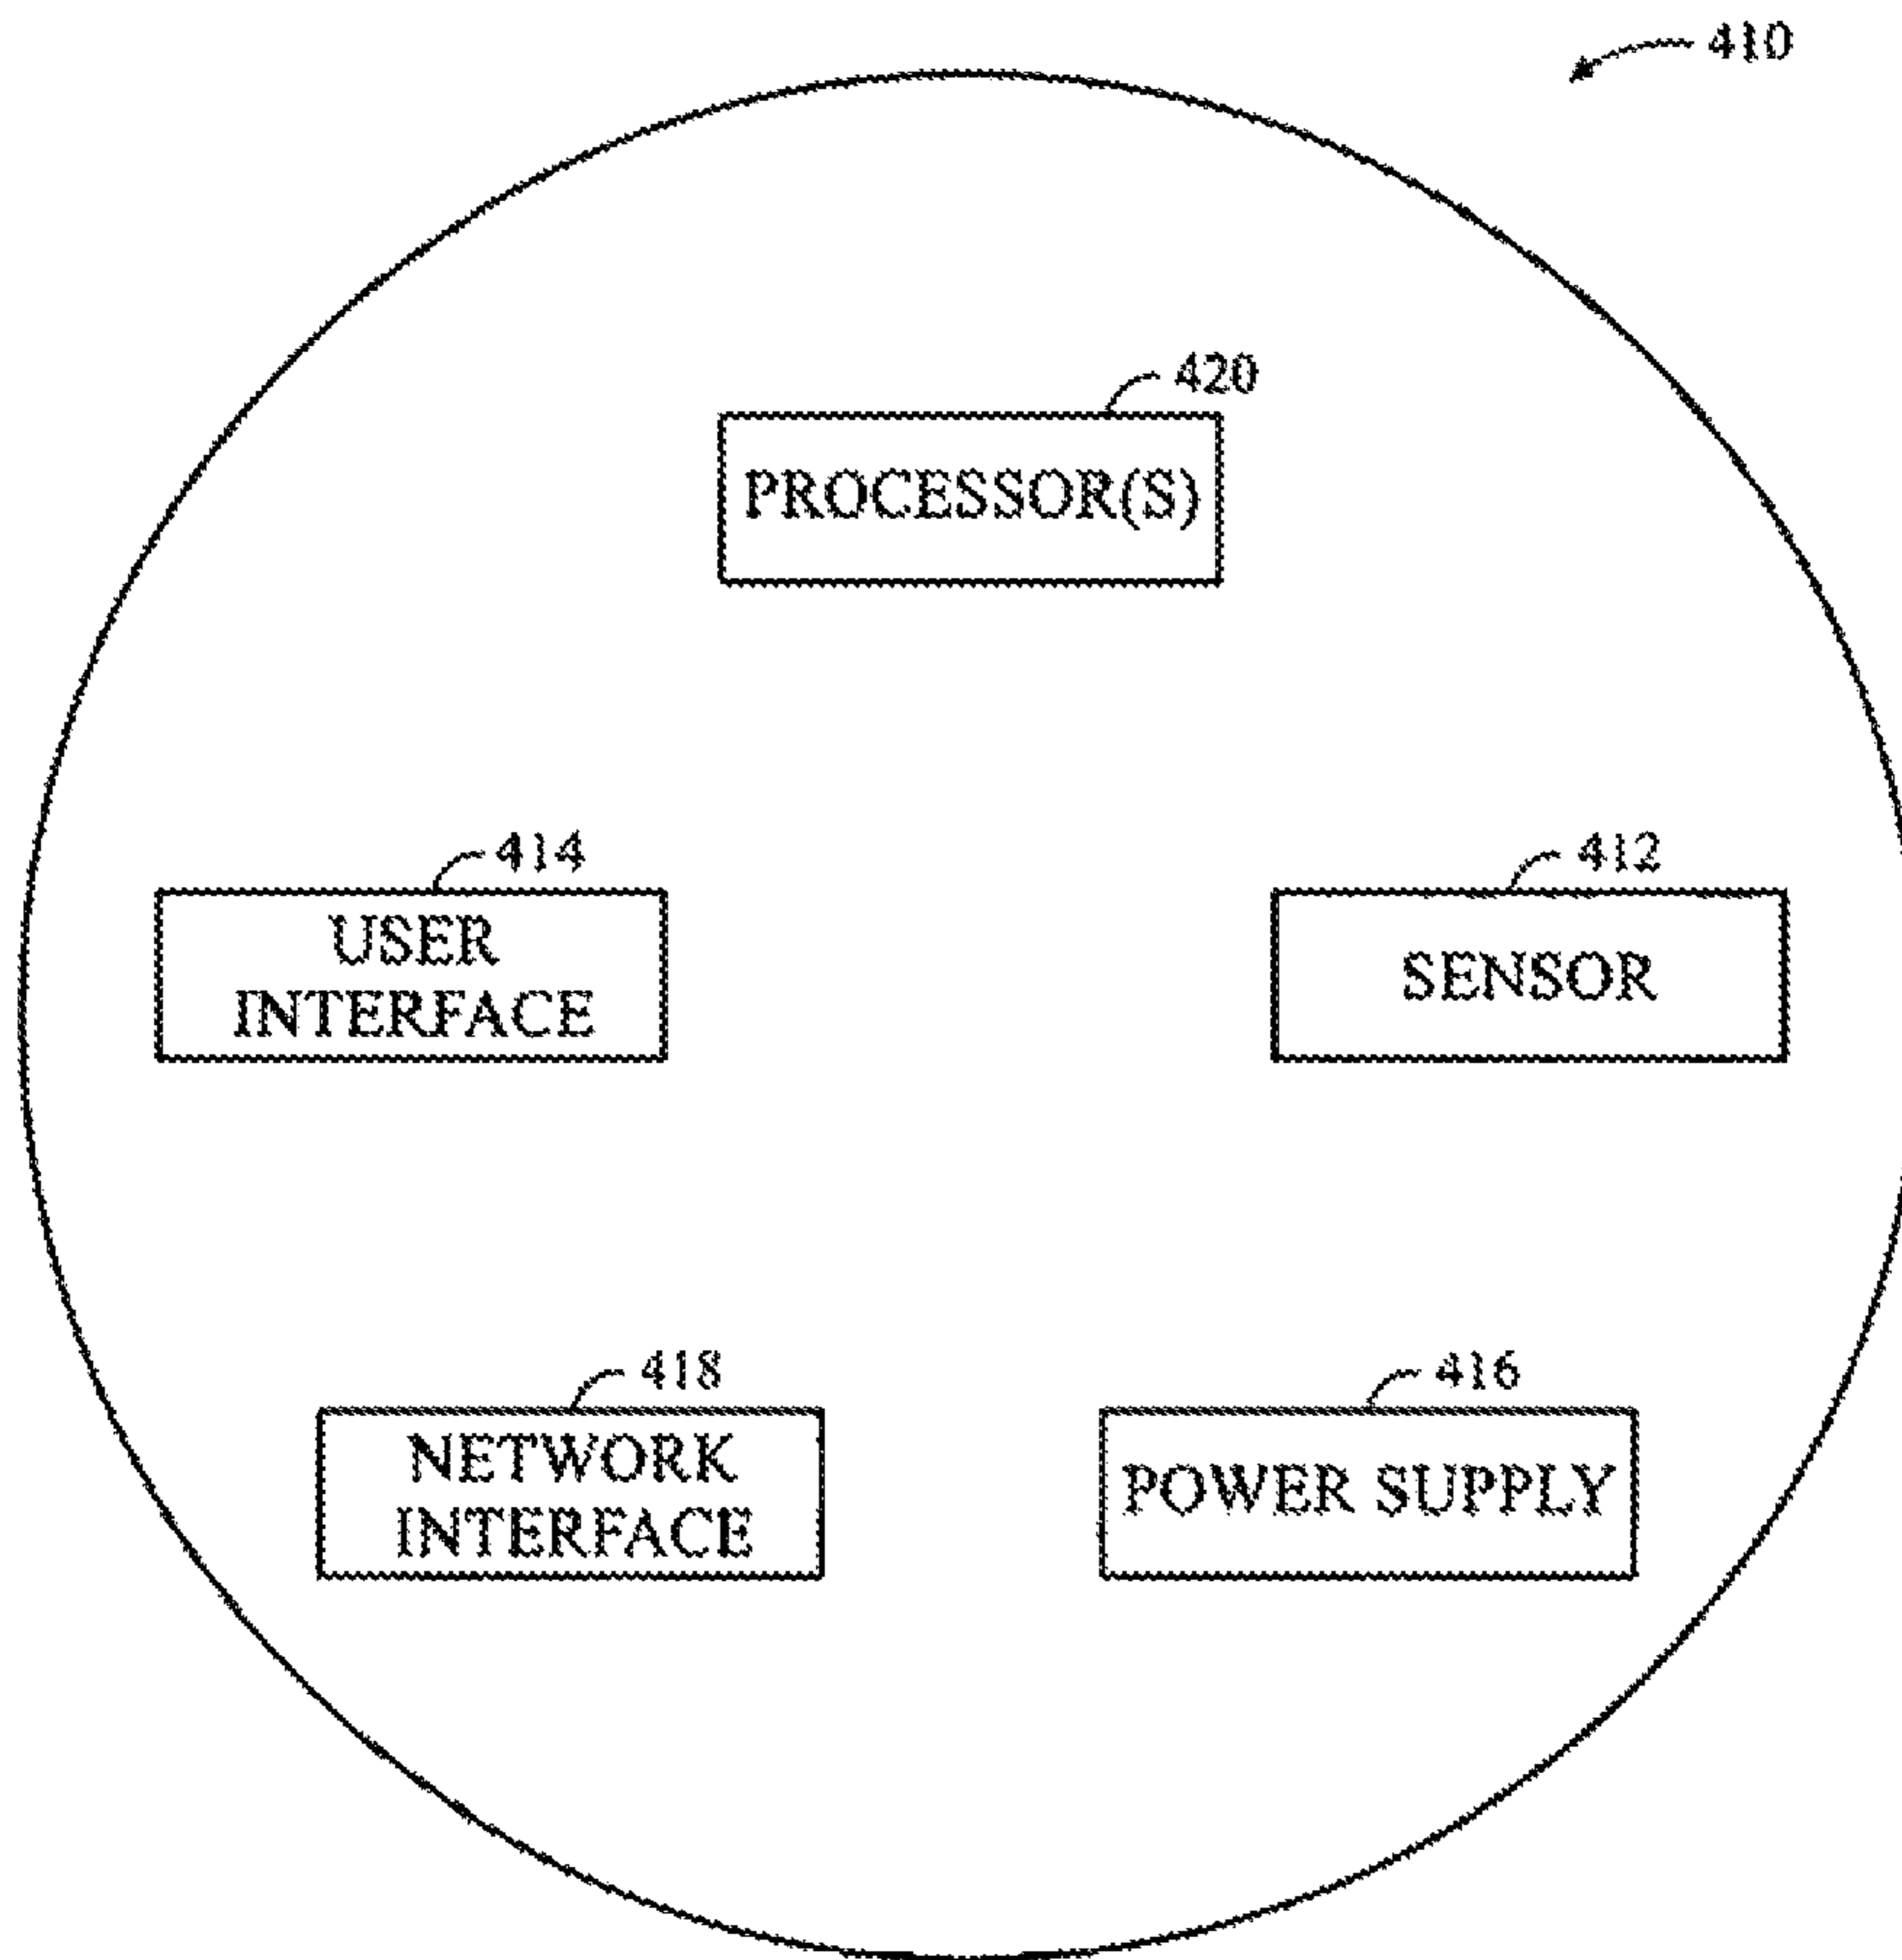 410
420
PROCESSOR(S)
414
USER
INTERFACE
412
SENSOR
418
NETWORK
INTERFACE
416
POWER SUPPLY